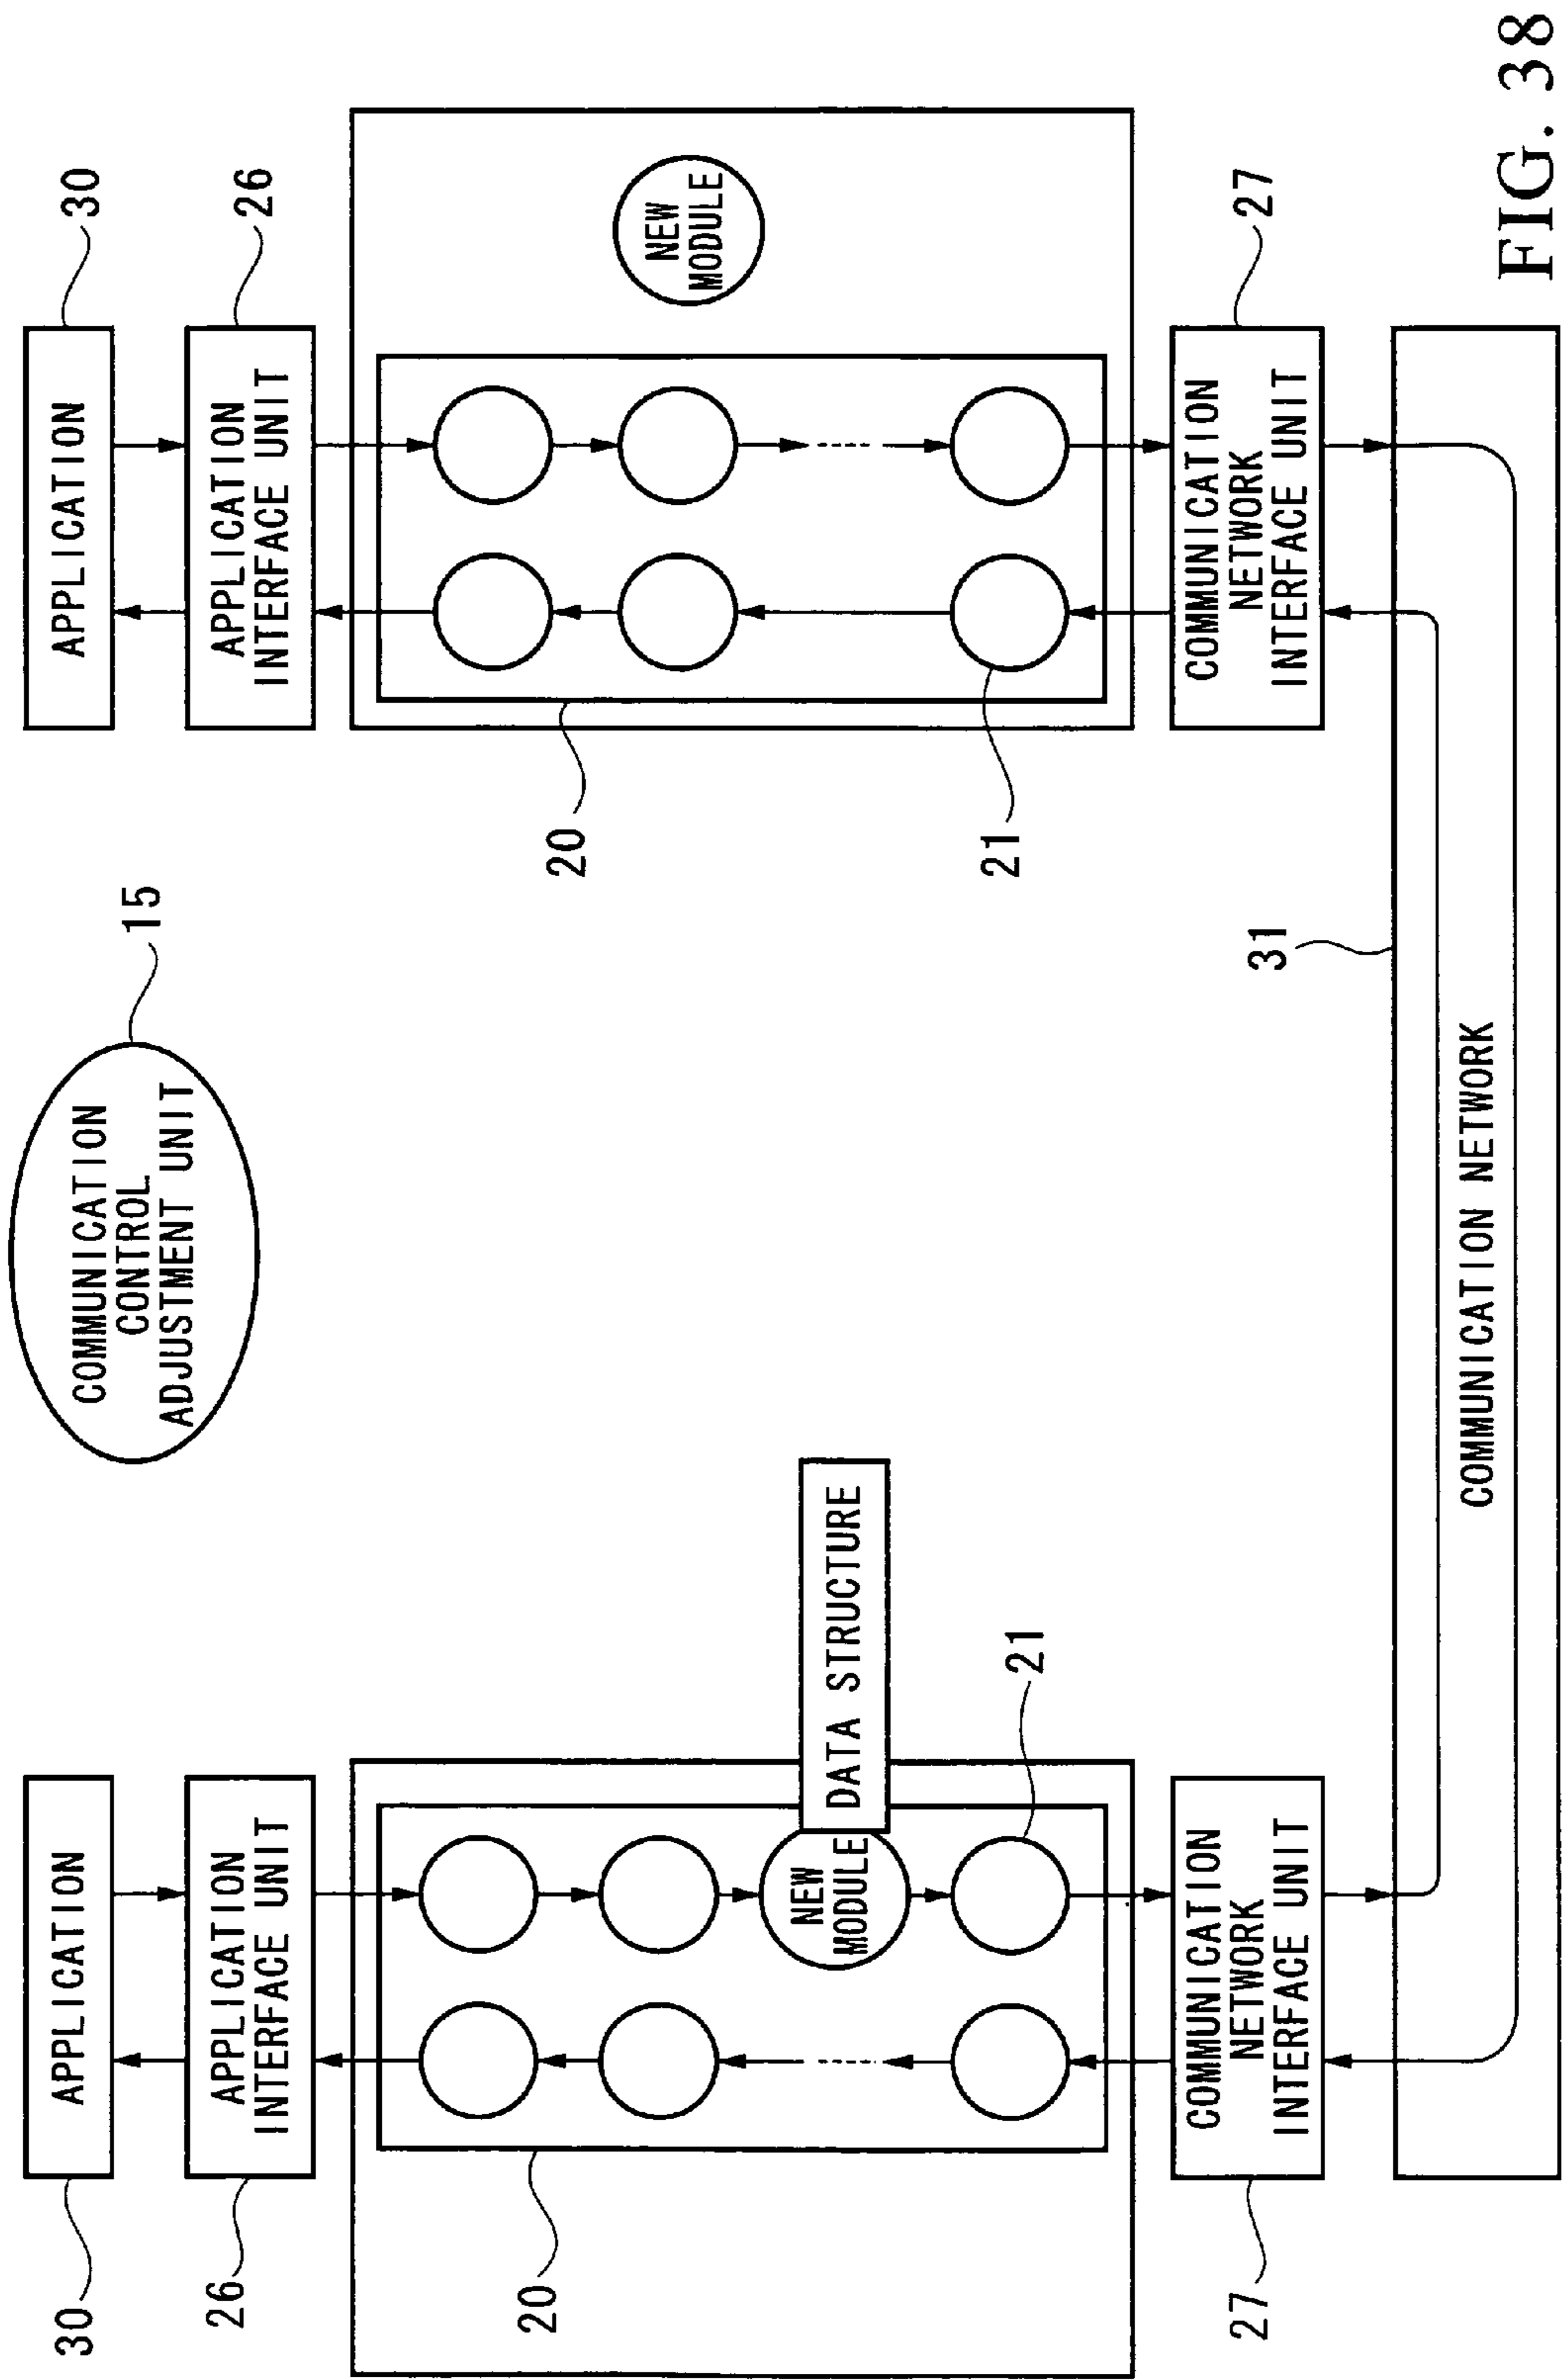 30
APPLICATION
26
APPLICATION
INTERFACE UNIT
20
NEW
MODULE
DATA STRUCTURE
21
27
COMMUNICATION
NETWORK
INTERFACE UNIT
COMMUNICATION
CONTROL
ADJUSTMENT UNIT
15
APPLICATION
30
APPLICATION
INTERFACE UNIT
26
20
NEW
MODULE
21
COMMUNICATION
NETWORK
INTERFACE UNIT
27
31
COMMUNICATION NETWORK
FIG. 38